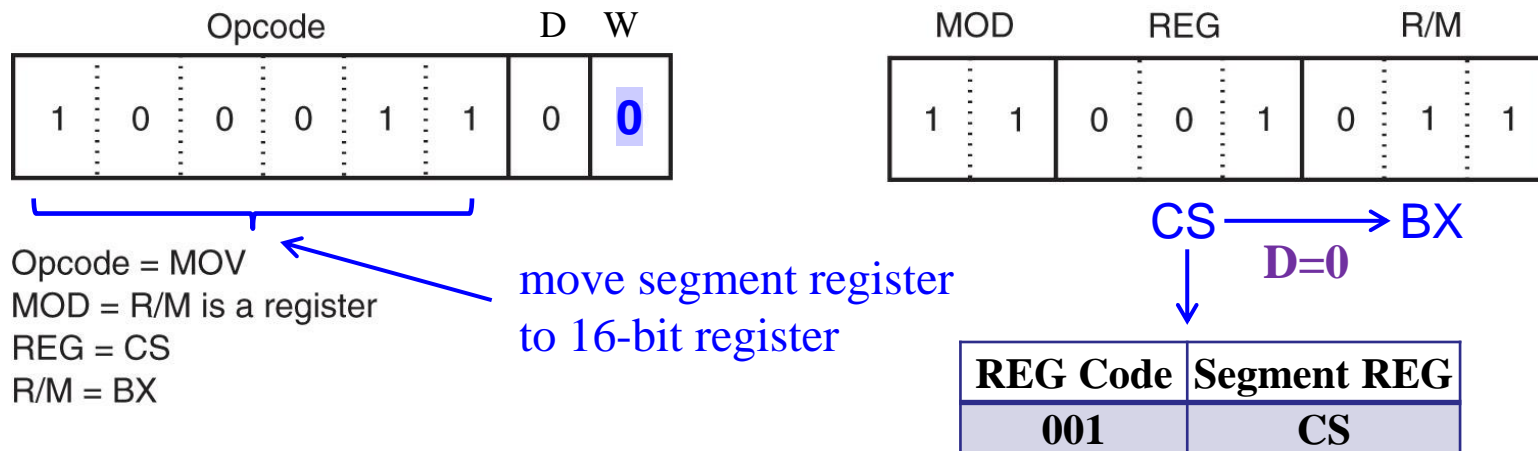 Opcode D W
1 0 0 0 1 1 0 0
Opcode = MOV
MOD = R/M is a register
REG = CS
R/M = BX
move segment register
to 16-bit register
MOD REG R/M
1 1 0 0 1 0 1 1
CS BX
D=0
REG Code Segment REG
001 CS